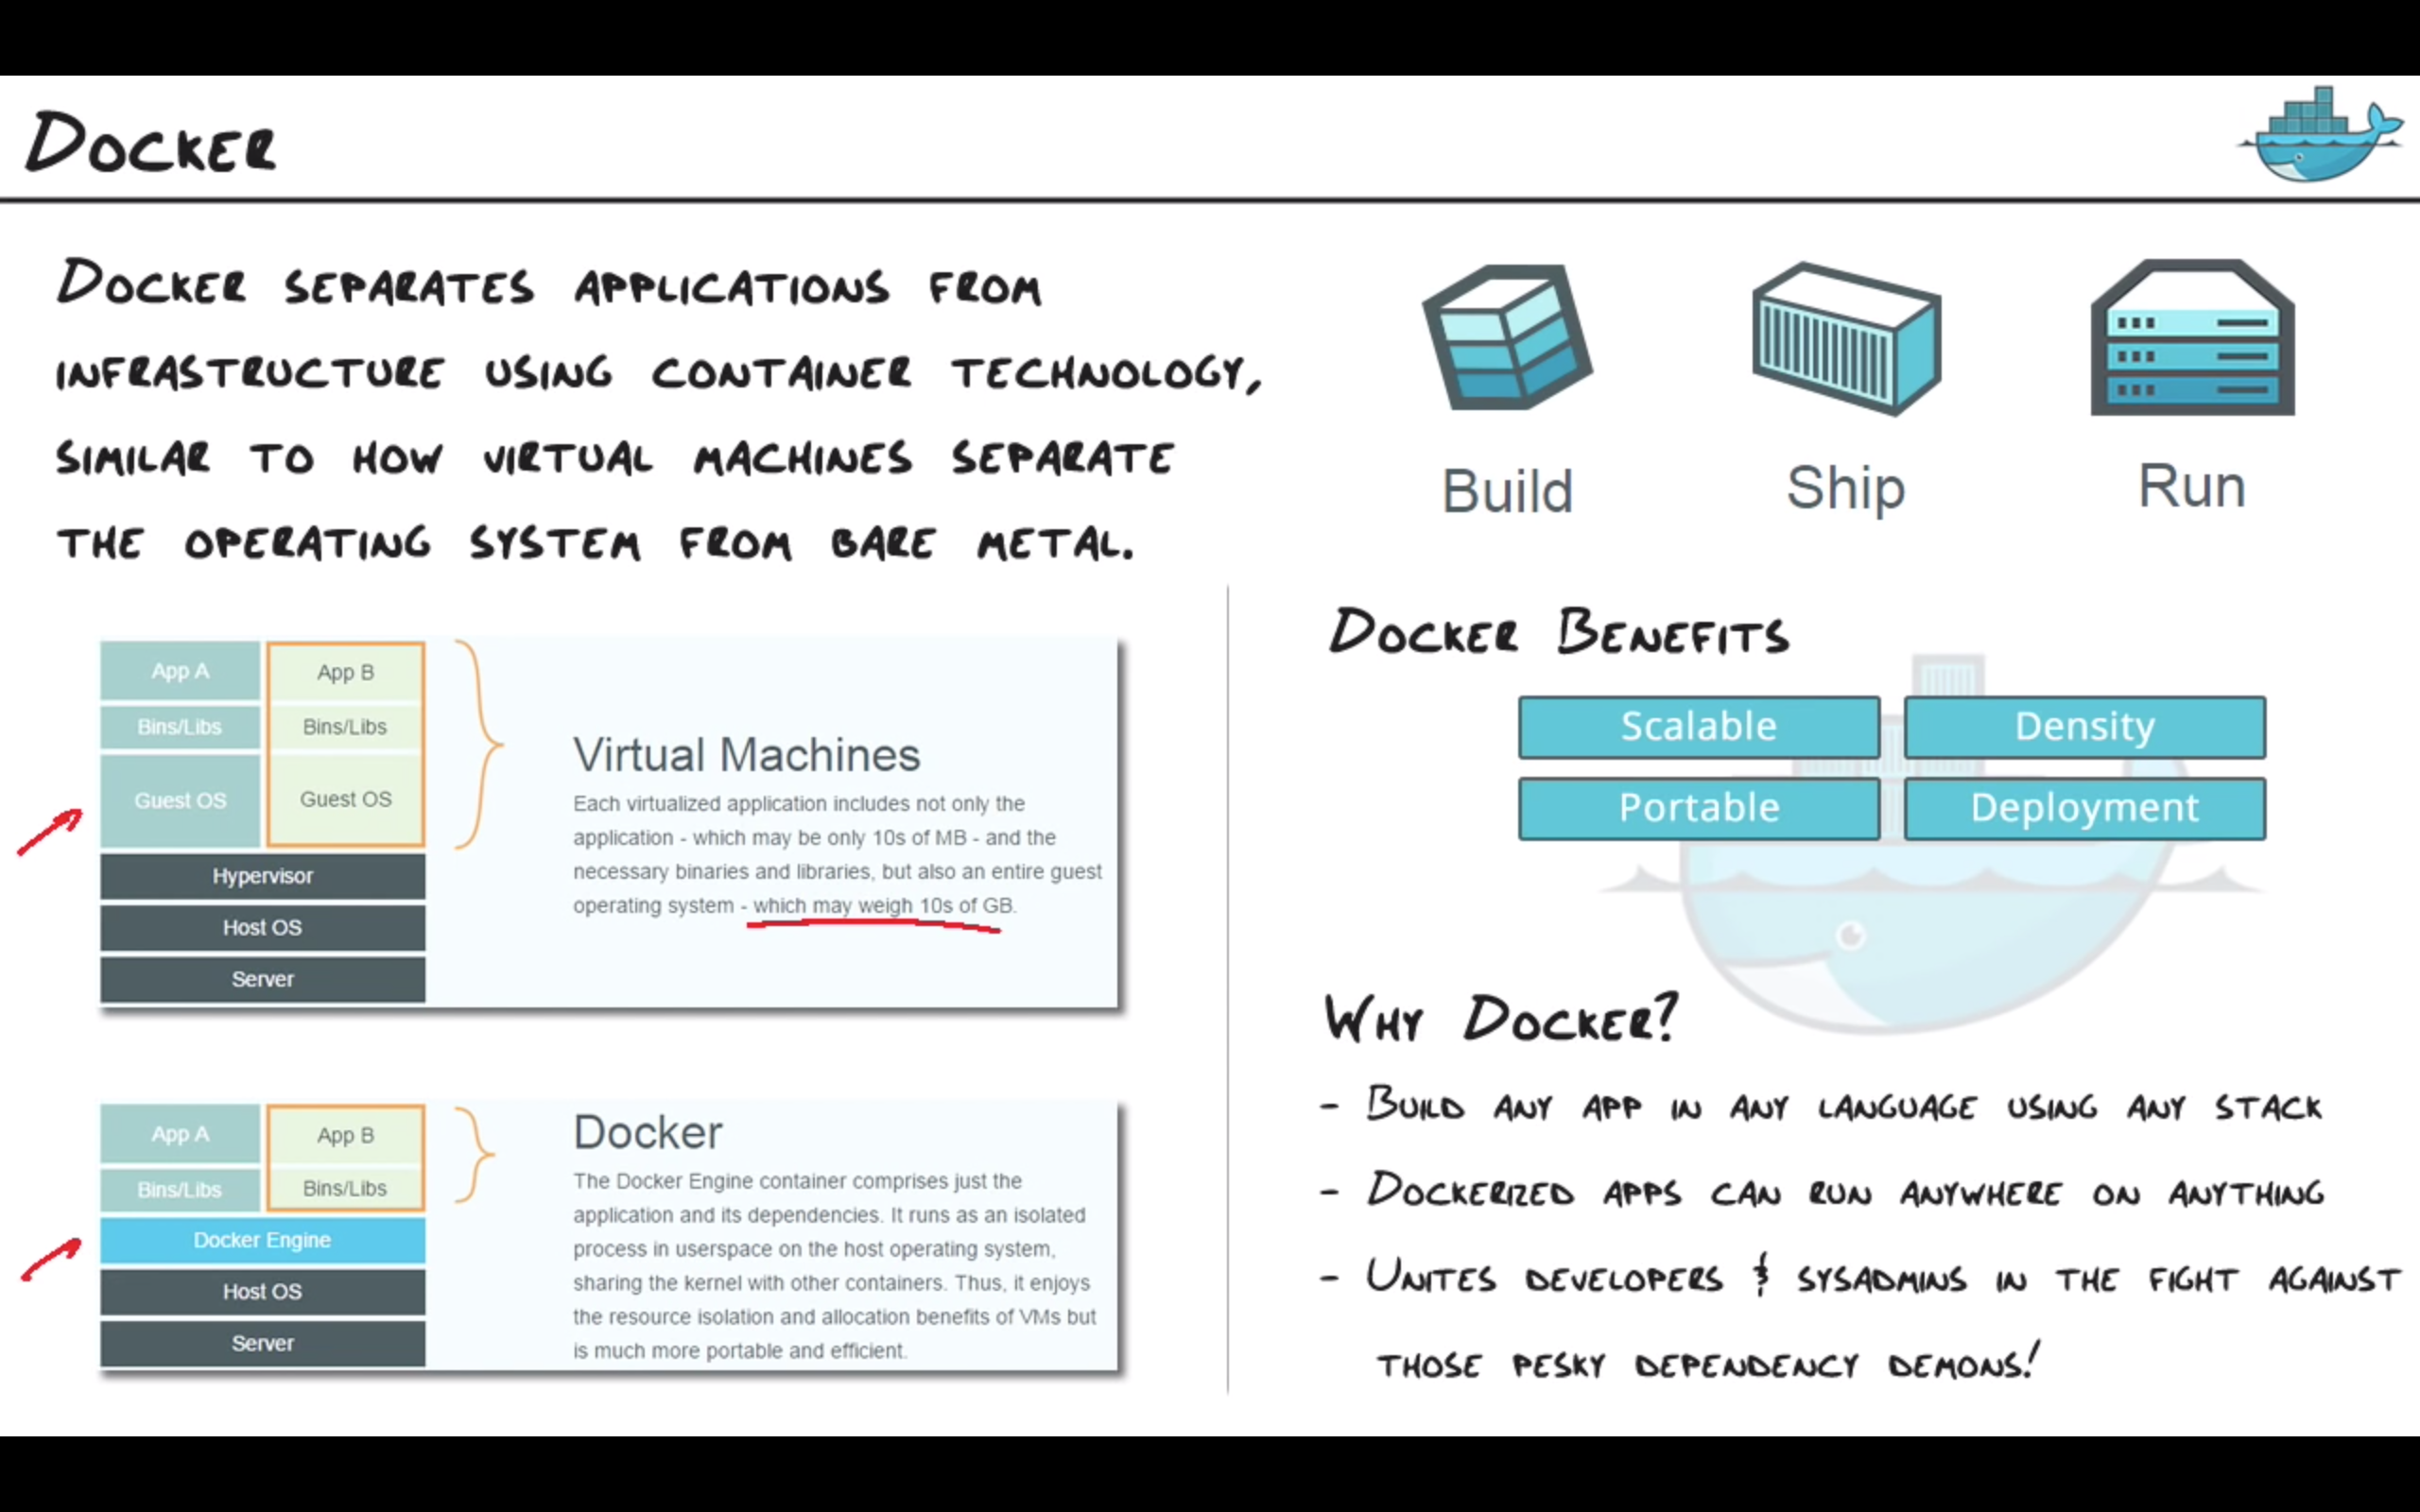 Docker
Docker separates applications from
infrastructure using container technology,
similar to how virtual machines separate
the operating system from bare metal.
Build
Ship
Run
App A
App B
Bins/Libs
Bins/Libs
Guest OS
Guest OS
Hypervisor
Host OS
Server
Virtual Machines
Each virtualized application includes not only the
application - which may be only 10s of MB - and the
necessary binaries and libraries, but also an entire guest
operating system - which may weigh 10s of GB.
App A
App B
Bins/Libs
Bins/Libs
Docker Engine
Host OS
Server
Docker
The Docker Engine container comprises just the
application and its dependencies. It runs as an isolated
process in userspace on the host operating system,
sharing the kernel with other containers. Thus, it enjoys
the resource isolation and allocation benefits of VMs but
is much more portable and efficient.
Docker Benefits
Scalable
Density
Portable
Deployment
Why Docker?
- Build any app in any language using any stack
- Dockerized apps can run anywhere on anything
- Unites developers & sysadmins in the fight against
those pesky dependency demons!